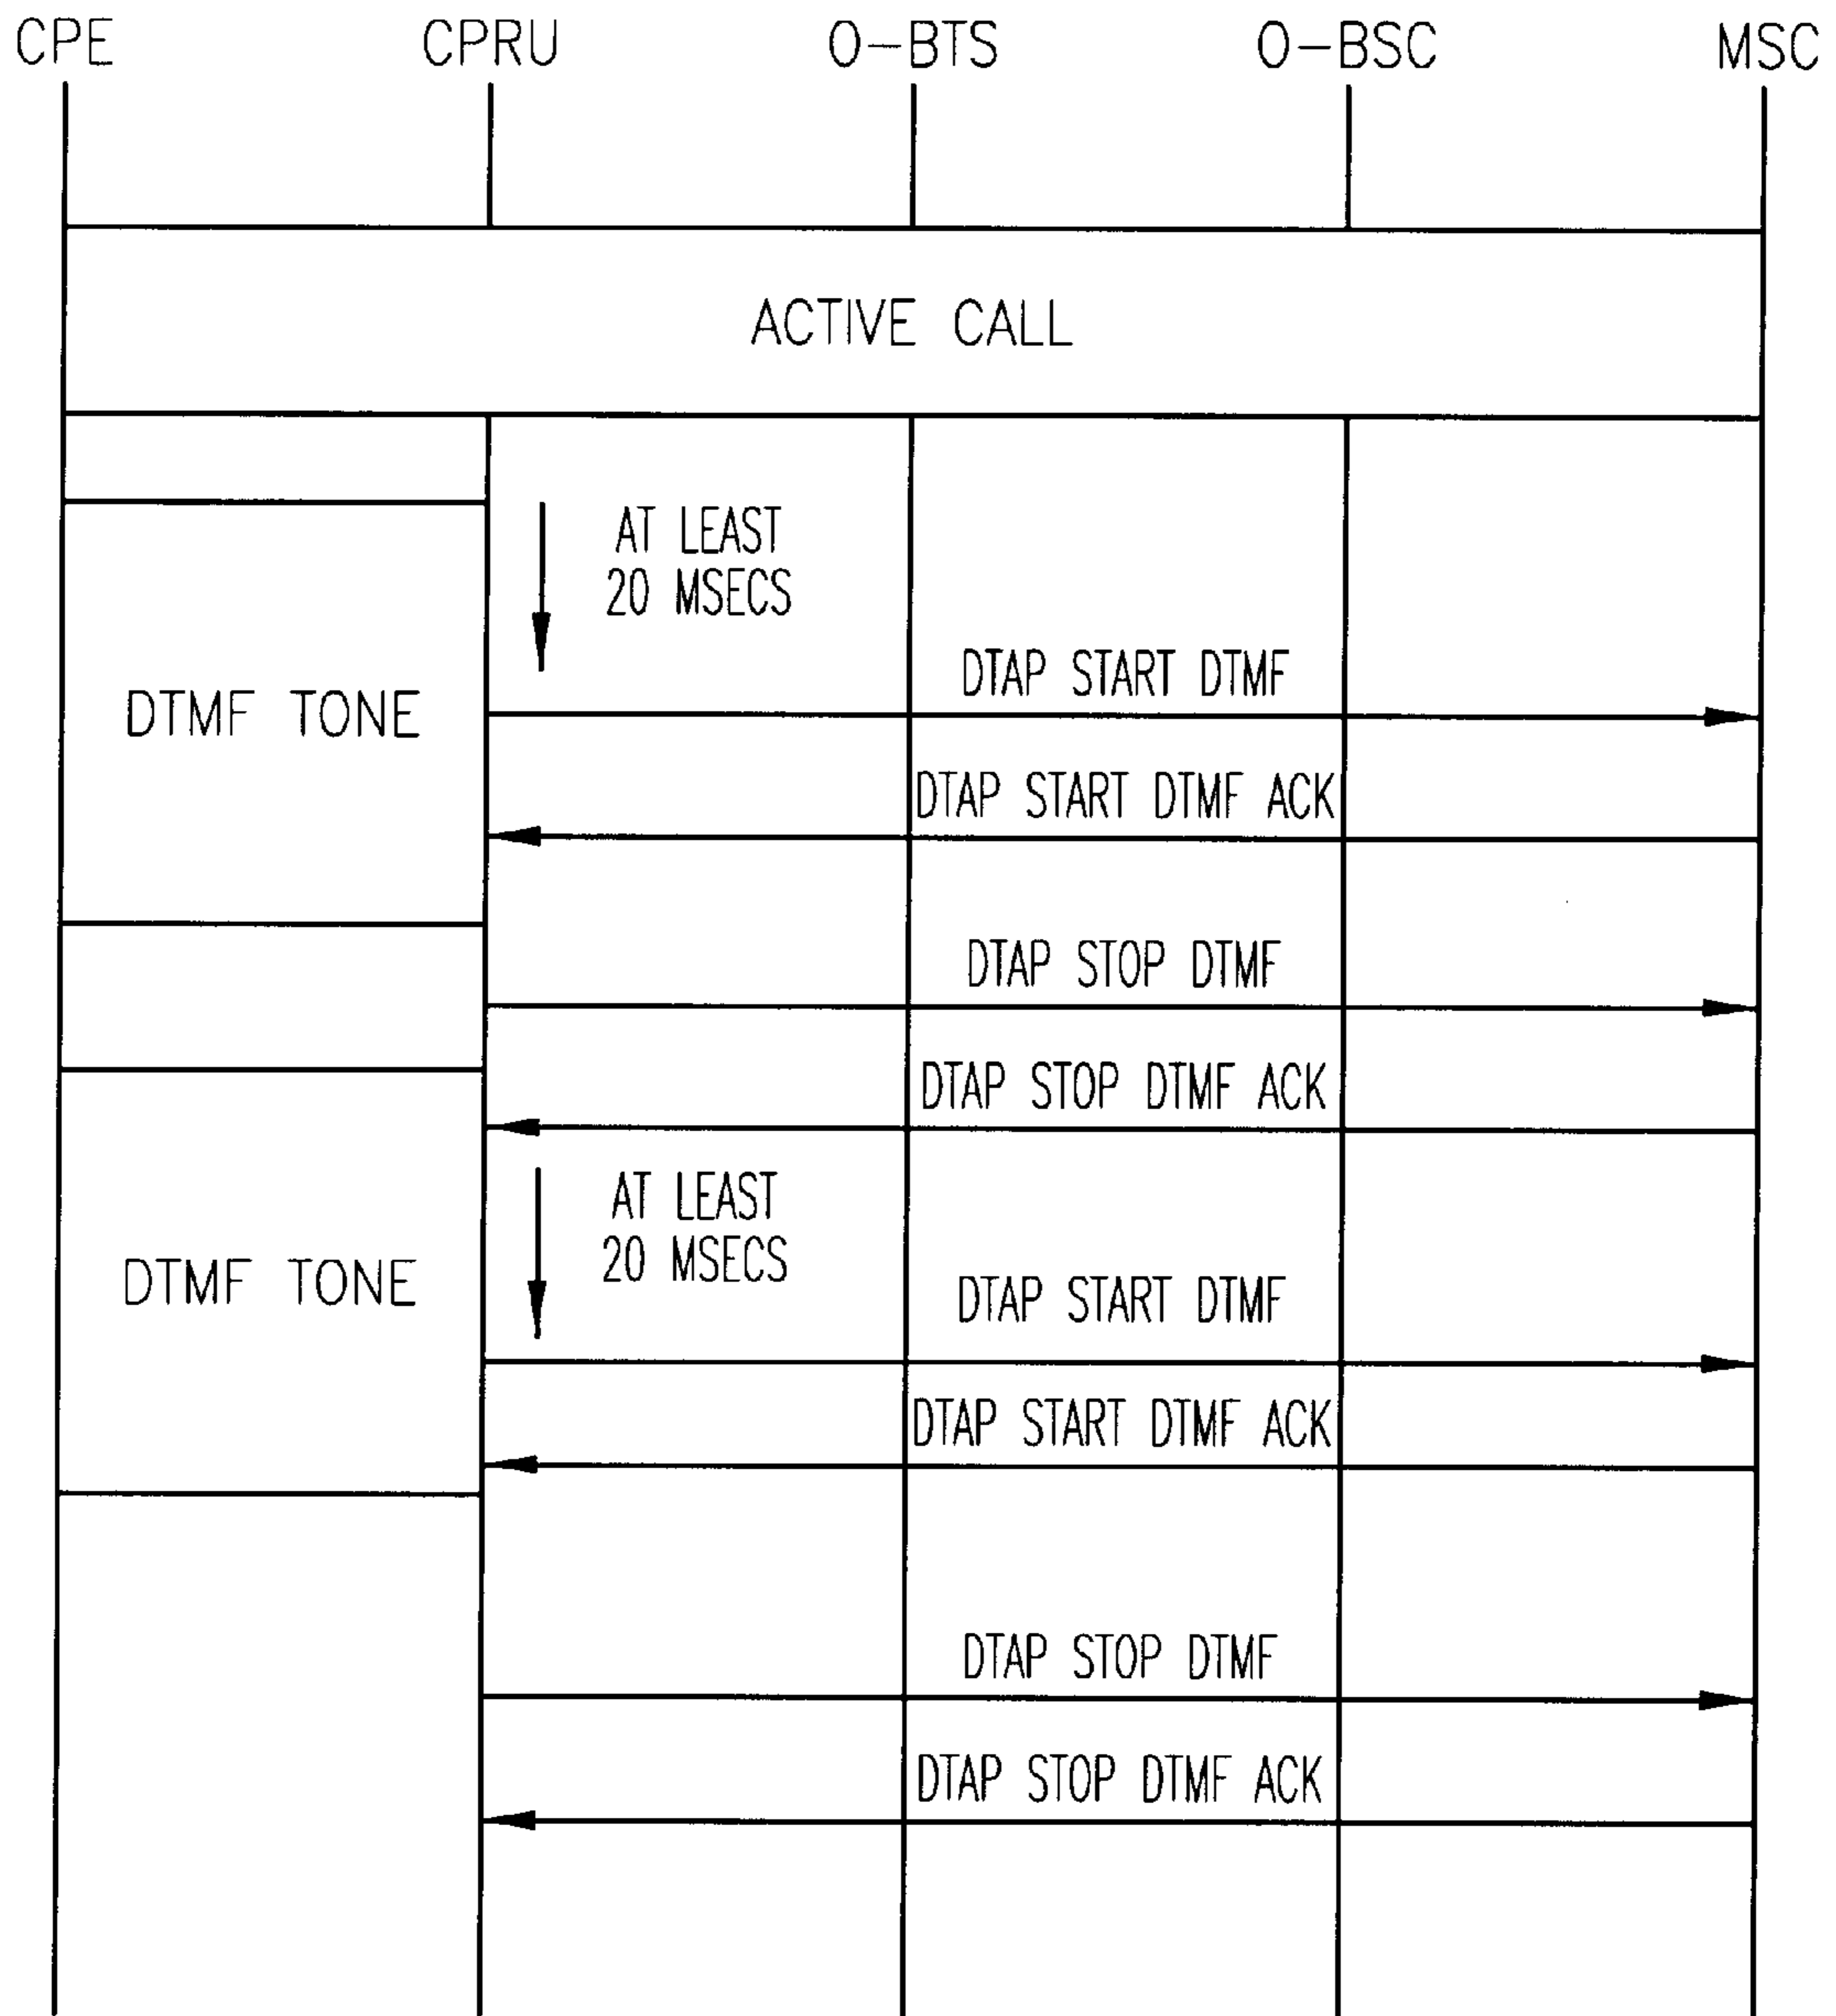 CPE CPRU O-BTS O-BSC MSC
ACTIVE CALL
AT LEAST
20 MSECS
DTAP START DTMF
DTMF TONE
DTAP START DTMF ACK
DTAP STOP DTMF
DTAP STOP DTMF ACK
AT LEAST
20 MSECS
DTMF TONE
DTAP START DTMF
DTAP START DTMF ACK
DTAP STOP DTMF
DTAP STOP DTMF ACK